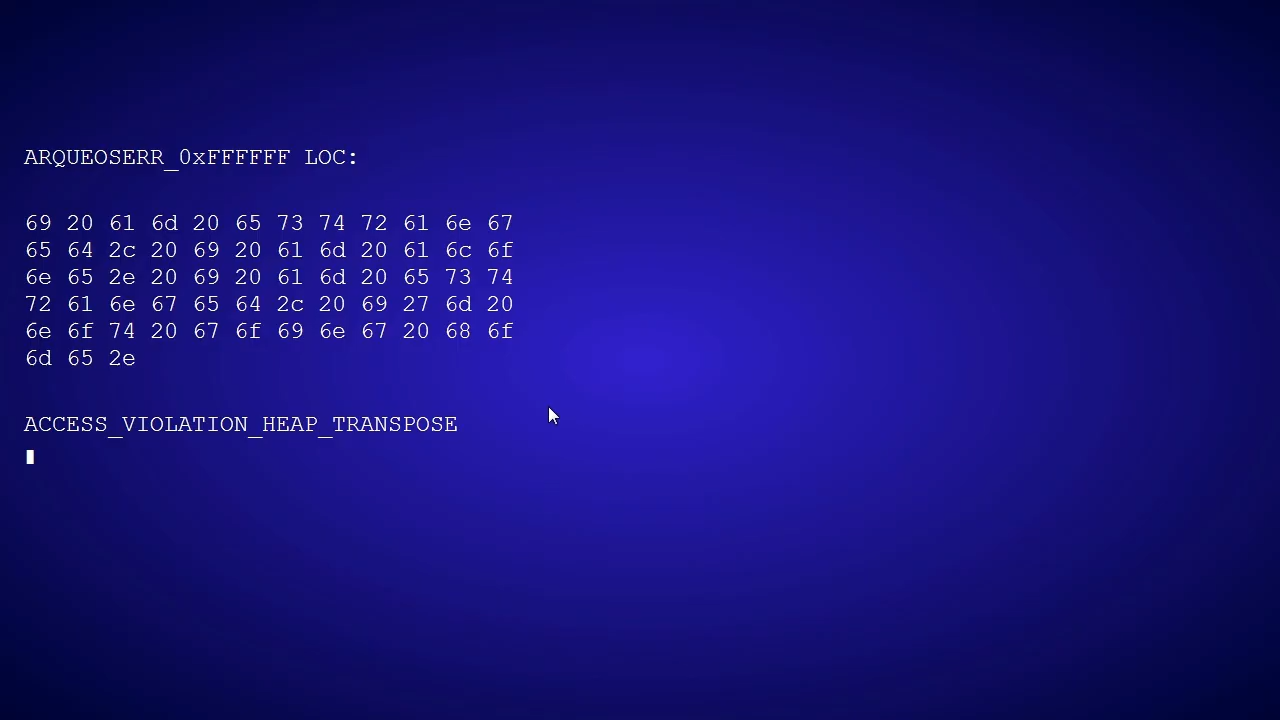 ARQUEOSERR_0xFFFFFF LOC:
69 20 61 6d 20 65 73 74 72 61 6e 67
65 64 2c 20 69 20 61 6d 20 61 6c 6f
6e 65 2e 20 69 20 61 6d 20 65 73 74
72 61 6e 67 65 64 2c 20 69 27 6d 20
6e 6f 74 20 67 6f 69 6e 67 20 68 6f
6d 65 2e
ACCESS_VIOLATION_HEAP_TRANSPOSE